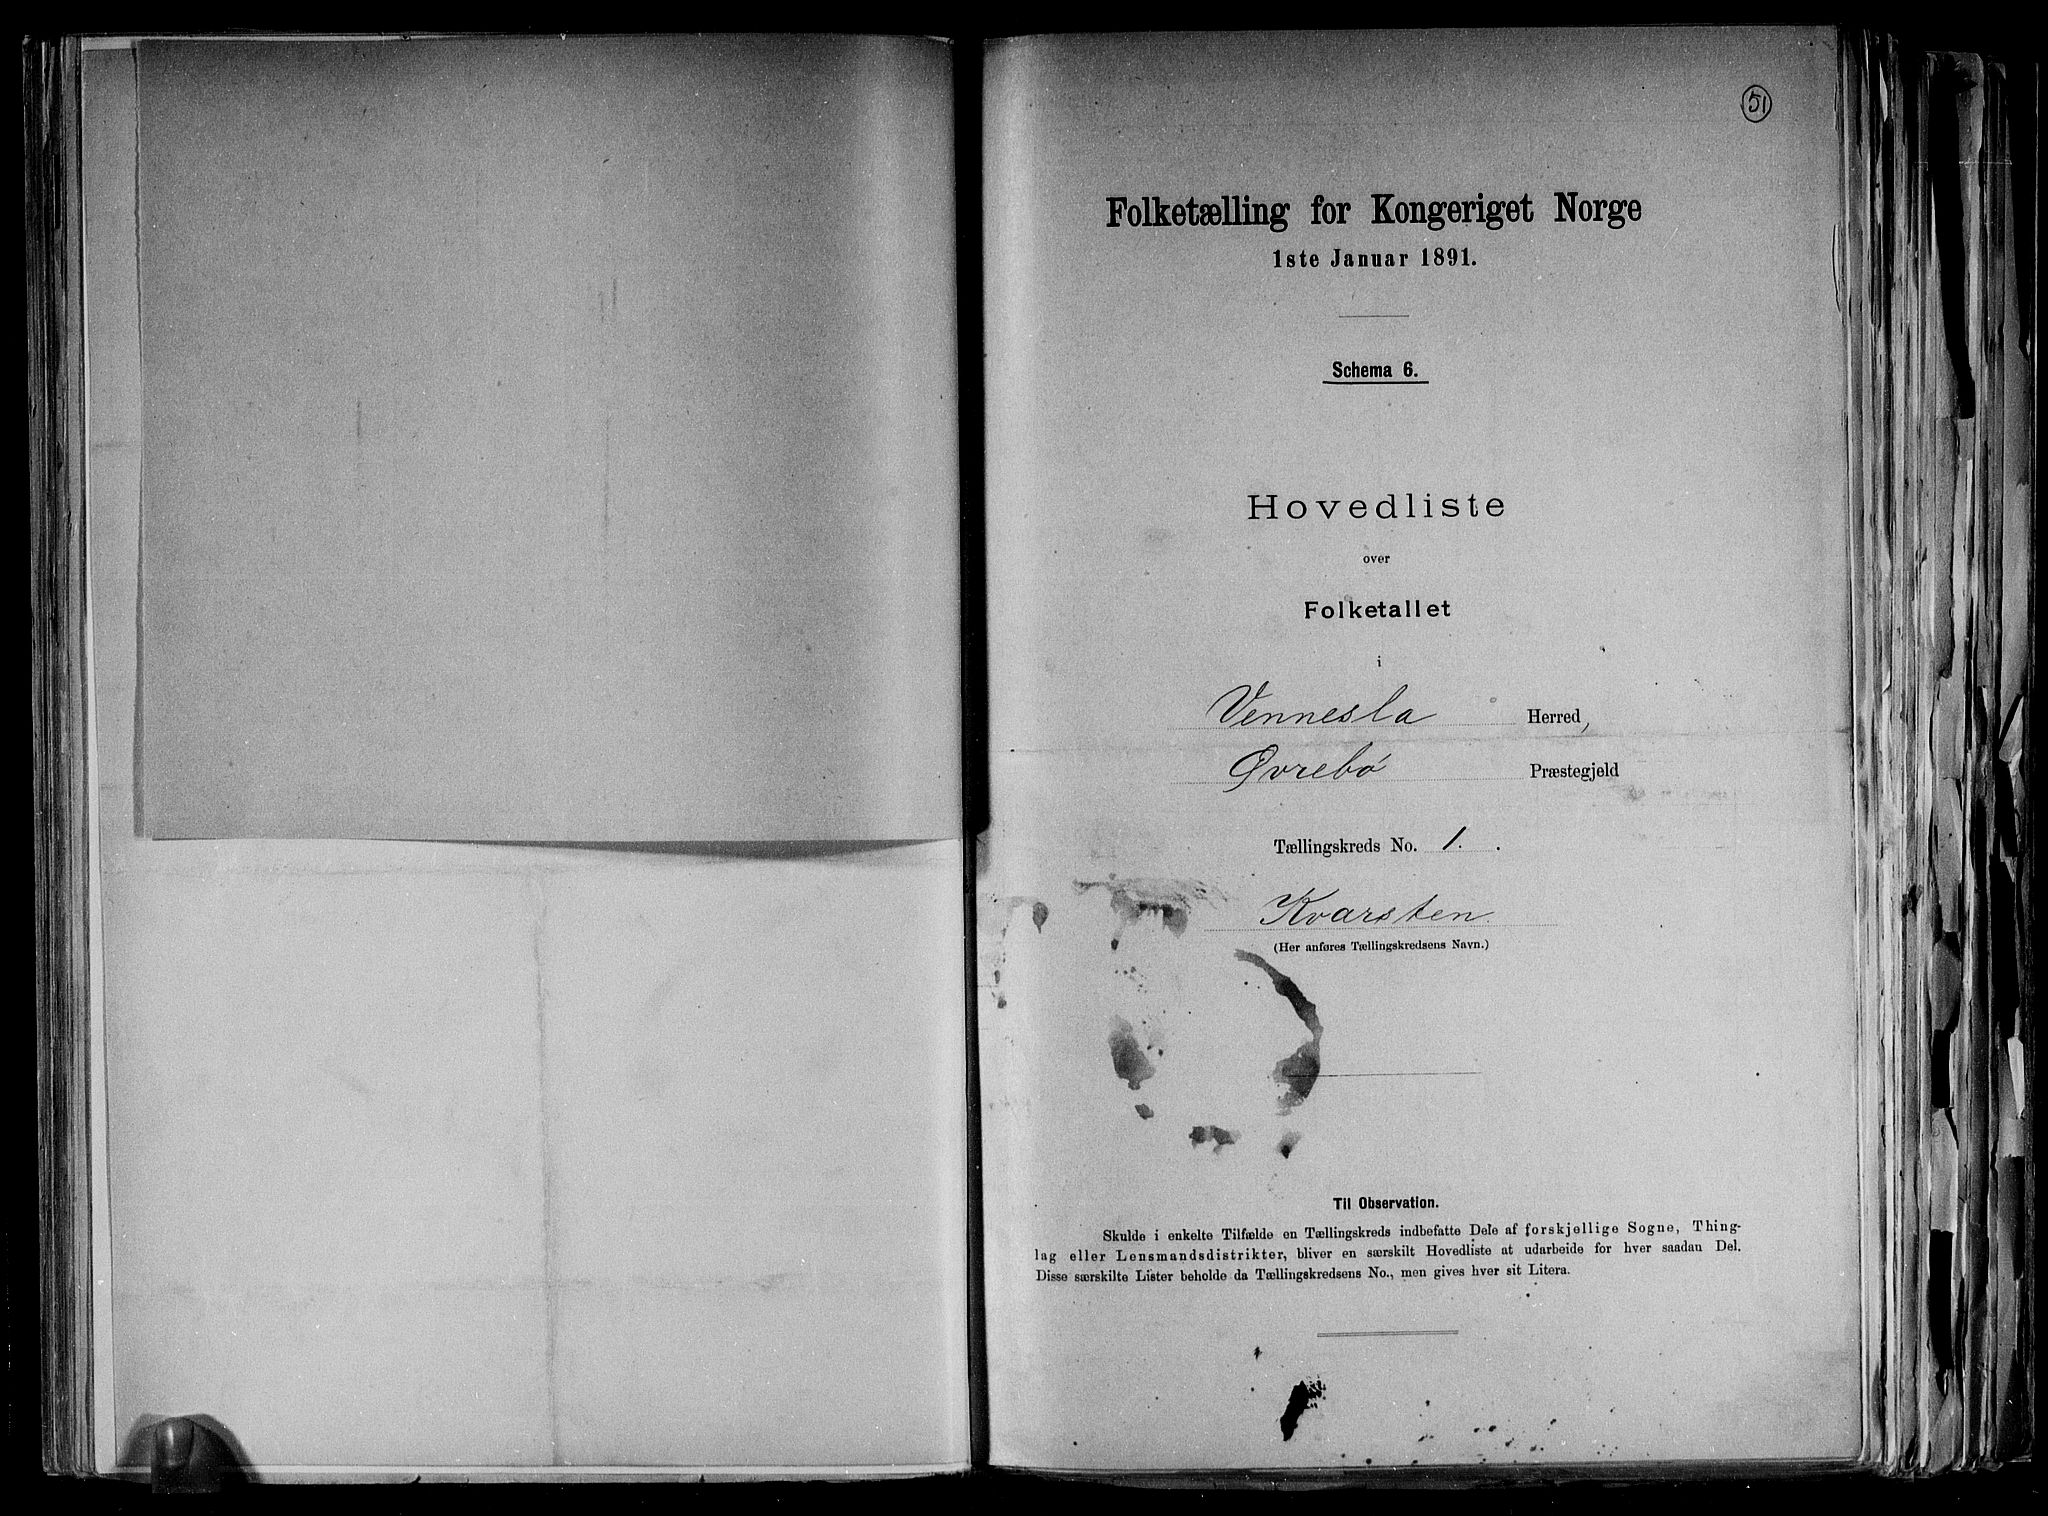 51
Folketælling for Kongeriget Norge
1ste Januar 1891.
Schema 6.
Hovedliste
over
Folketallet
i
Vennesla Herred,
Øvrebø Præstegjeld
Tællingskreds No. 1.
Kvarsten.
(Her anføres Tællingskredsens Navn.)
Til Observation.
Skulde i enkelte Tilfælde en Tællingskreds indbefatte Dele af forskjellige Sogne, Thing-
lag eller Lensmandsdistrikter, bliver en særskilt Hovedliste at udarbeide for hver saadan Del.
Disse særskilte Lister beholde da Tællingskredsens No., men gives hver sit Litera.